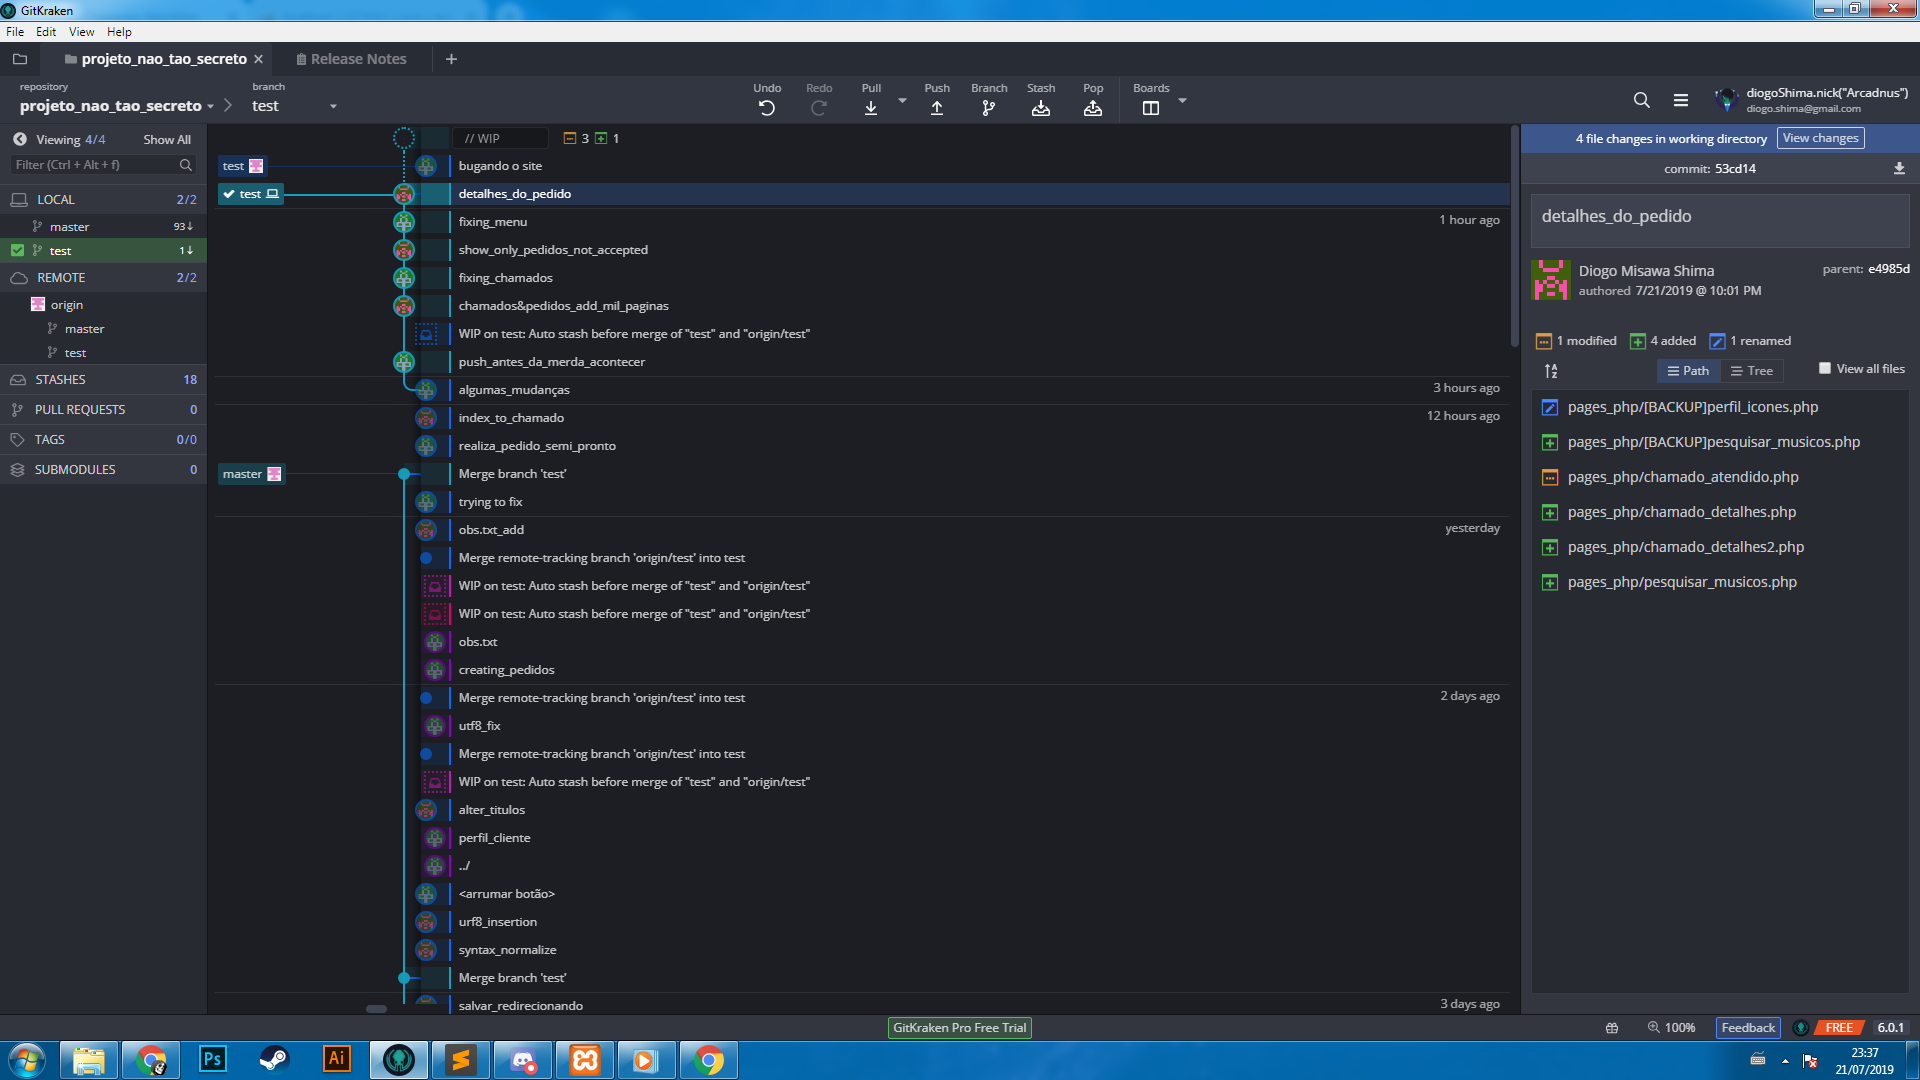 GitKraken
File Edit View Help
projeto_nao_tao_secreto
Release Notes
repository
projeto_nao_tao_secreto
branch
test
Undo
Redo
Pull
Push
Branch
Stash
Pop
Boards
diogoShima.nick("Arcadnus")
diogo.shima@gmail.com
Viewing 4/4 Show All
Filter (Ctrl + Alt + f)
LOCAL 2/2
master 93↓
test 1↓
REMOTE 2/2
origin
master
test
STASHES 18
PULL REQUESTS 0
TAGS 0/0
SUBMODULES 0
// WIP 3 1
test bugando o site
test detalhes_do_pedido
fixing_menu 1 hour ago
show_only_pedidos_not_accepted
fixing_chamados
chamados&pedidos_add_mil_paginas
WIP on test: Auto stash before merge of "test" and "origin/test"
push_antes_da_merda_acontecer
algumas_mudanças 3 hours ago
index_to_chamado 12 hours ago
realiza_pedido_semi_pronto
master Merge branch 'test'
trying to fix
obs.txt_add yesterday
Merge remote-tracking branch 'origin/test' into test
WIP on test: Auto stash before merge of "test" and "origin/test"
WIP on test: Auto stash before merge of "test" and "origin/test"
obs.txt
creating_pedidos
Merge remote-tracking branch 'origin/test' into test 2 days ago
utf8_fix
Merge remote-tracking branch 'origin/test' into test
WIP on test: Auto stash before merge of "test" and "origin/test"
alter_titulos
perfil_cliente
../
<arrumar botão>
urf8_insertion
syntax_normalize
Merge branch 'test'
salvar_redirecionando 3 days ago
4 file changes in working directory View changes
commit: 53cd14
detalhes_do_pedido
Diogo Misawa Shima
authored 7/21/2019 @ 10:01 PM
parent: e4985d
1 modified 4 added 1 renamed
Path Tree View all files
pages_php/[BACKUP]perfil_icones.php
pages_php/[BACKUP]pesquisar_musicos.php
pages_php/chamado_atendido.php
pages_php/chamado_detalhes.php
pages_php/chamado_detalhes2.php
pages_php/pesquisar_musicos.php
GitKraken Pro Free Trial
100%
Feedback
FREE
6.0.1
Ps
Ai
23:37
21/07/2019